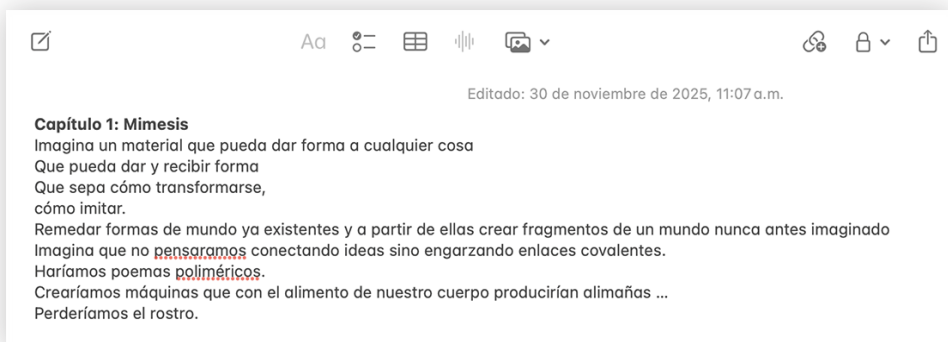 Aa
Editado: 30 de noviembre de 2025, 11:07 a.m.
Capítulo 1: Mimesis
Imagina un material que pueda dar forma a cualquier cosa
Que pueda dar y recibir forma
Que sepa cómo transformarse,
cómo imitar.
Remedar formas de mundo ya existentes y a partir de ellas crear fragmentos de un mundo nunca antes imaginado
Imagina que no pensaramos conectando ideas sino engarzando enlaces covalentes.
Haríamos poemas poliméricos.
Crearíamos máquinas que con el alimento de nuestro cuerpo producirían alimañas ...
Perderíamos el rostro.